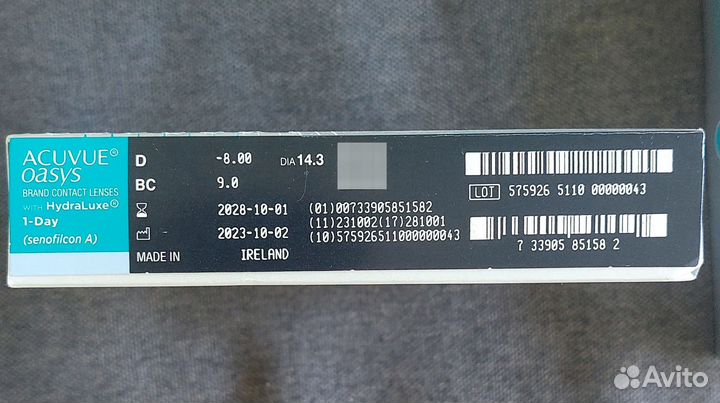 ACUVUE®
OASYS
BRAND CONTACT LENSES
WITH HydraLuxe®
1-Day
(senofilcon A)
D -8.00 DIA 14.3
BC 9.0
2028-10-01
2023-10-02
MADE IN IRELAND
(01)00733905851582
(11)231002(17)281001
(10)5759265110000000043
LOT 575926 5110 00000043
7 33905 85158 2
Avito